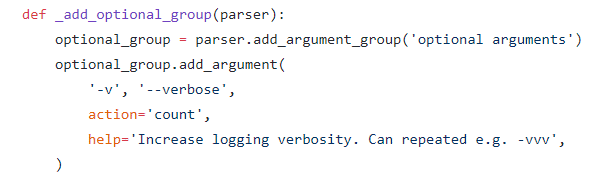 def _add_optional_group(parser):
    optional_group = parser.add_argument_group('optional arguments')
    optional_group.add_argument(
        '-v', '--verbose',
        action='count',
        help='Increase logging verbosity. Can repeated e.g. -vvv',
    )